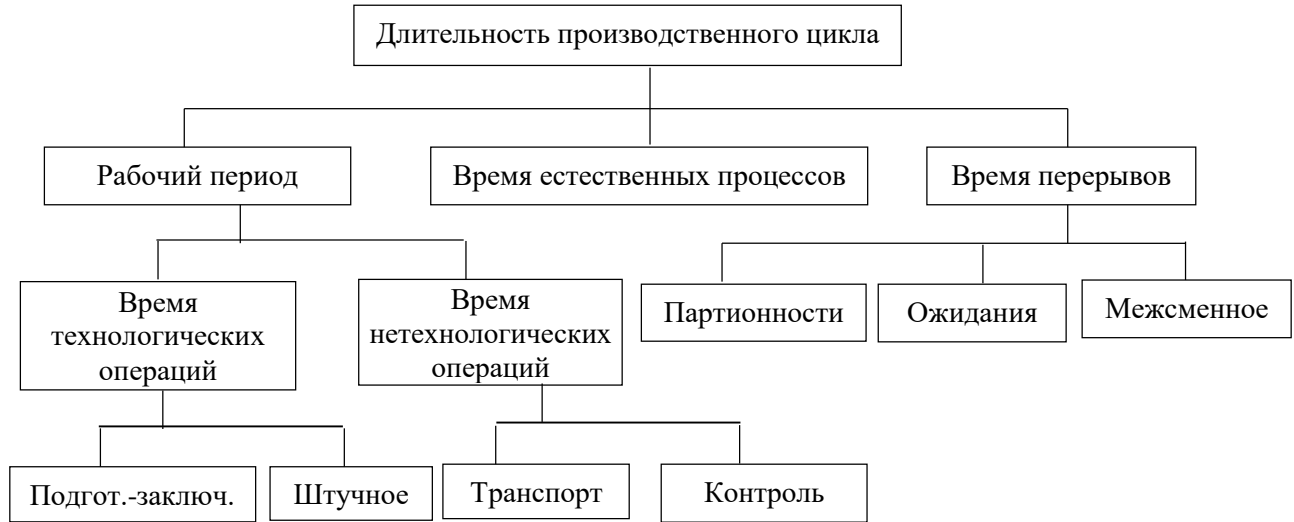 Длительность производственного цикла
Рабочий период
Время естественных процессов
Время перерывов
Время
технологических
операций
Время
нетехнологических
операций
Партионности
Ожидания
Межсменное
Подгот.-заключ.
Штучное
Транспорт
Контроль